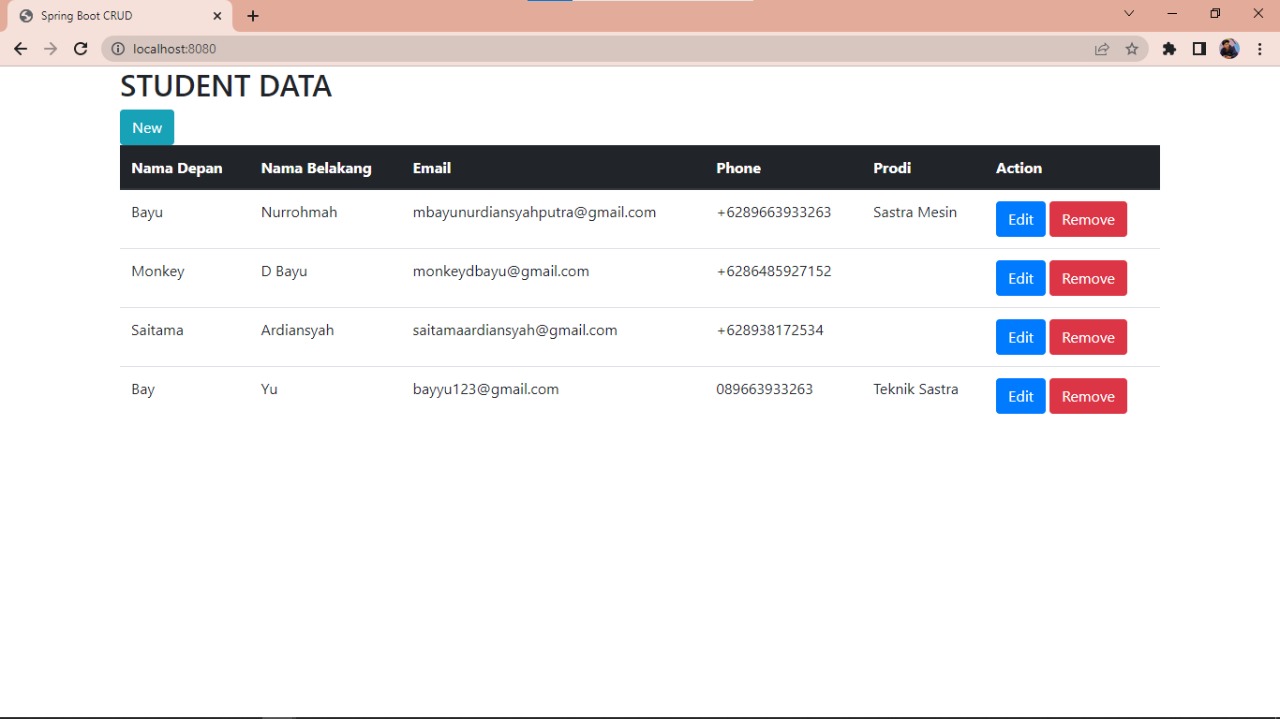 Spring Boot CRUD
localhost:8080
STUDENT DATA
New
Nama Depan Nama Belakang Email Phone Prodi Action
Bayu Nurrohmah mbayunurdiansyahputra@gmail.com +6289663933263 Sastra Mesin Edit Remove
Monkey D Bayu monkeydbayu@gmail.com +6286485927152 Edit Remove
Saitama Ardiansyah saitamaardiansyah@gmail.com +628938172534 Edit Remove
Bay Yu bayyu123@gmail.com 089663933263 Teknik Sastra Edit Remove